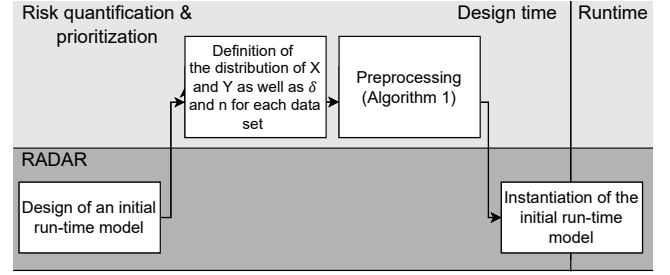 Risk quantification &
prioritization
Design time
Runtime
Definition of
the distribution of X
and Y as well as δ
and n for each data
set
Preprocessing
(Algorithm 1)
RADAR
Design of an initial
run-time model
Instantiation of the
initial run-time
model